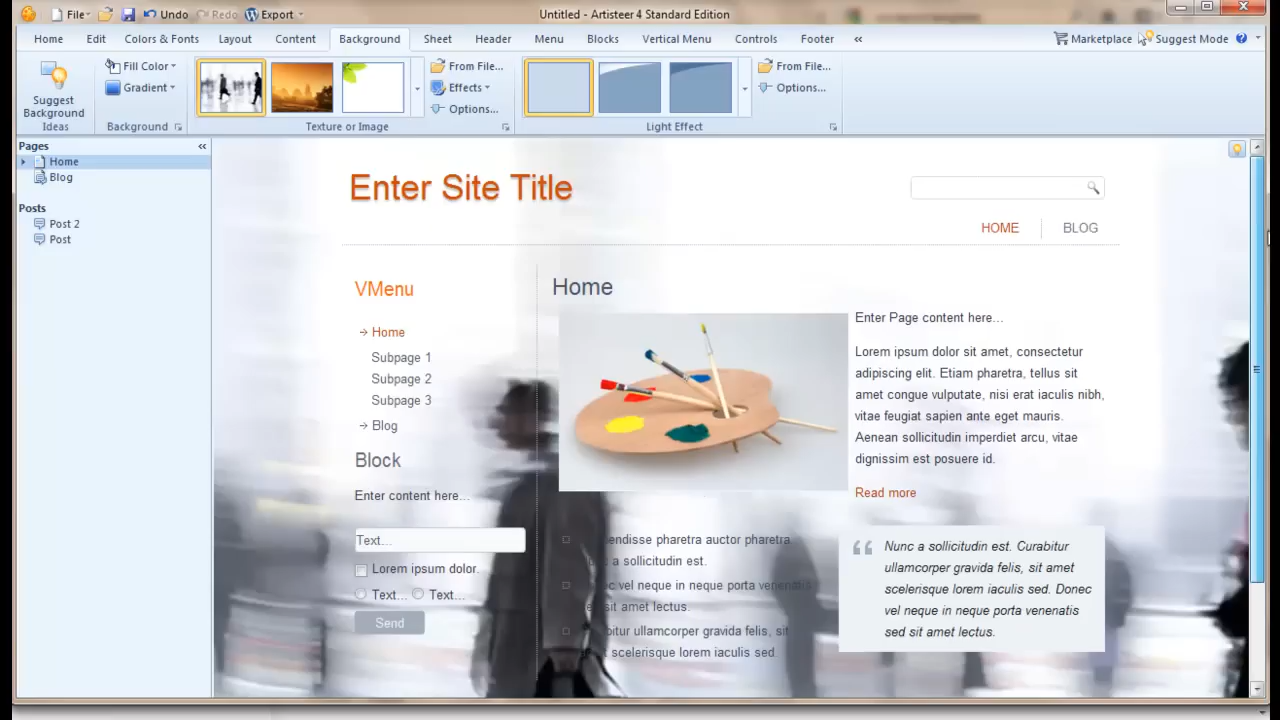 File
Undo
Redo
Export
Untitled - Artisteer 4 Standard Edition
Home
Edit
Colors & Fonts
Layout
Content
Background
Sheet
Header
Menu
Blocks
Vertical Menu
Controls
Footer
Marketplace
Suggest Mode
Suggest
Background
Ideas
Fill Color
Gradient
Background
From File...
Effects
Options...
Texture or Image
From File...
Options...
Light Effect
Pages
Home
Blog
Posts
Post 2
Post
Enter Site Title
HOME
BLOG
VMenu
Home
Subpage 1
Subpage 2
Subpage 3
Blog
Block
Enter content here...
Text...
Lorem ipsum dolor.
Text...
Text...
Send
Home
Enter Page content here...
Lorem ipsum dolor sit amet, consectetur
adipiscing elit. Etiam pharetra, tellus sit
amet congue vulputate, nisi erat iaculis nibh,
vitae feugiat sapien ante eget mauris.
Aenean sollicitudin imperdiet arcu, vitae
dignissim est posuere id.
Read more
pharetra auctor pharetra.
a sollicitudin est.
vel neque in neque porta venenatis
sit amet lectus.
ullamcorper gravida felis, sit
scelerisque lorem iaculis sed.
Nunc a sollicitudin est. Curabitur
ullamcorper gravida felis, sit amet
scelerisque lorem iaculis sed. Donec
vel neque in neque porta venenatis
sed sit amet lectus.